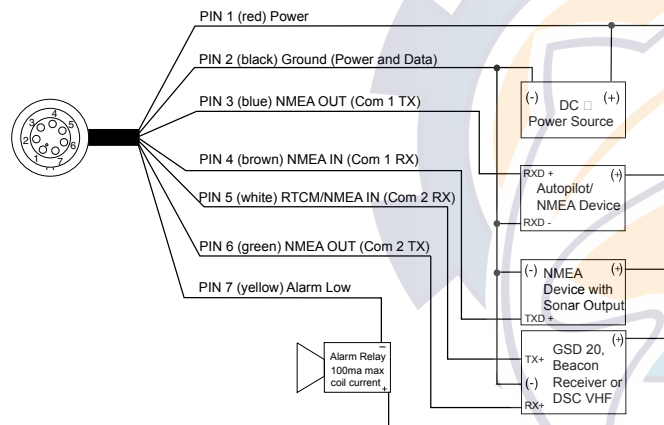 PIN 1 (red) Power
PIN 2 (black) Ground (Power and Data)
PIN 3 (blue) NMEA OUT (Com 1 TX)
PIN 4 (brown) NMEA IN (Com 1 RX)
PIN 5 (white) RTCM/NMEA IN (Com 2 RX)
PIN 6 (green) NMEA OUT (Com 2 TX)
PIN 7 (yellow) Alarm Low
4
3
5
2
6
1
7
(-)
(+)
DC □
Power Source
RXD +
(+)
Autopilot/
NMEA Device
RXD -
(-)
(+)
NMEA
Device with
Sonar Output
TXD +
(+)
GSD 20,
TX+
Beacon
(-)
Receiver or
DSC VHF
RX+
–
Alarm Relay
100ma max
coil current
+